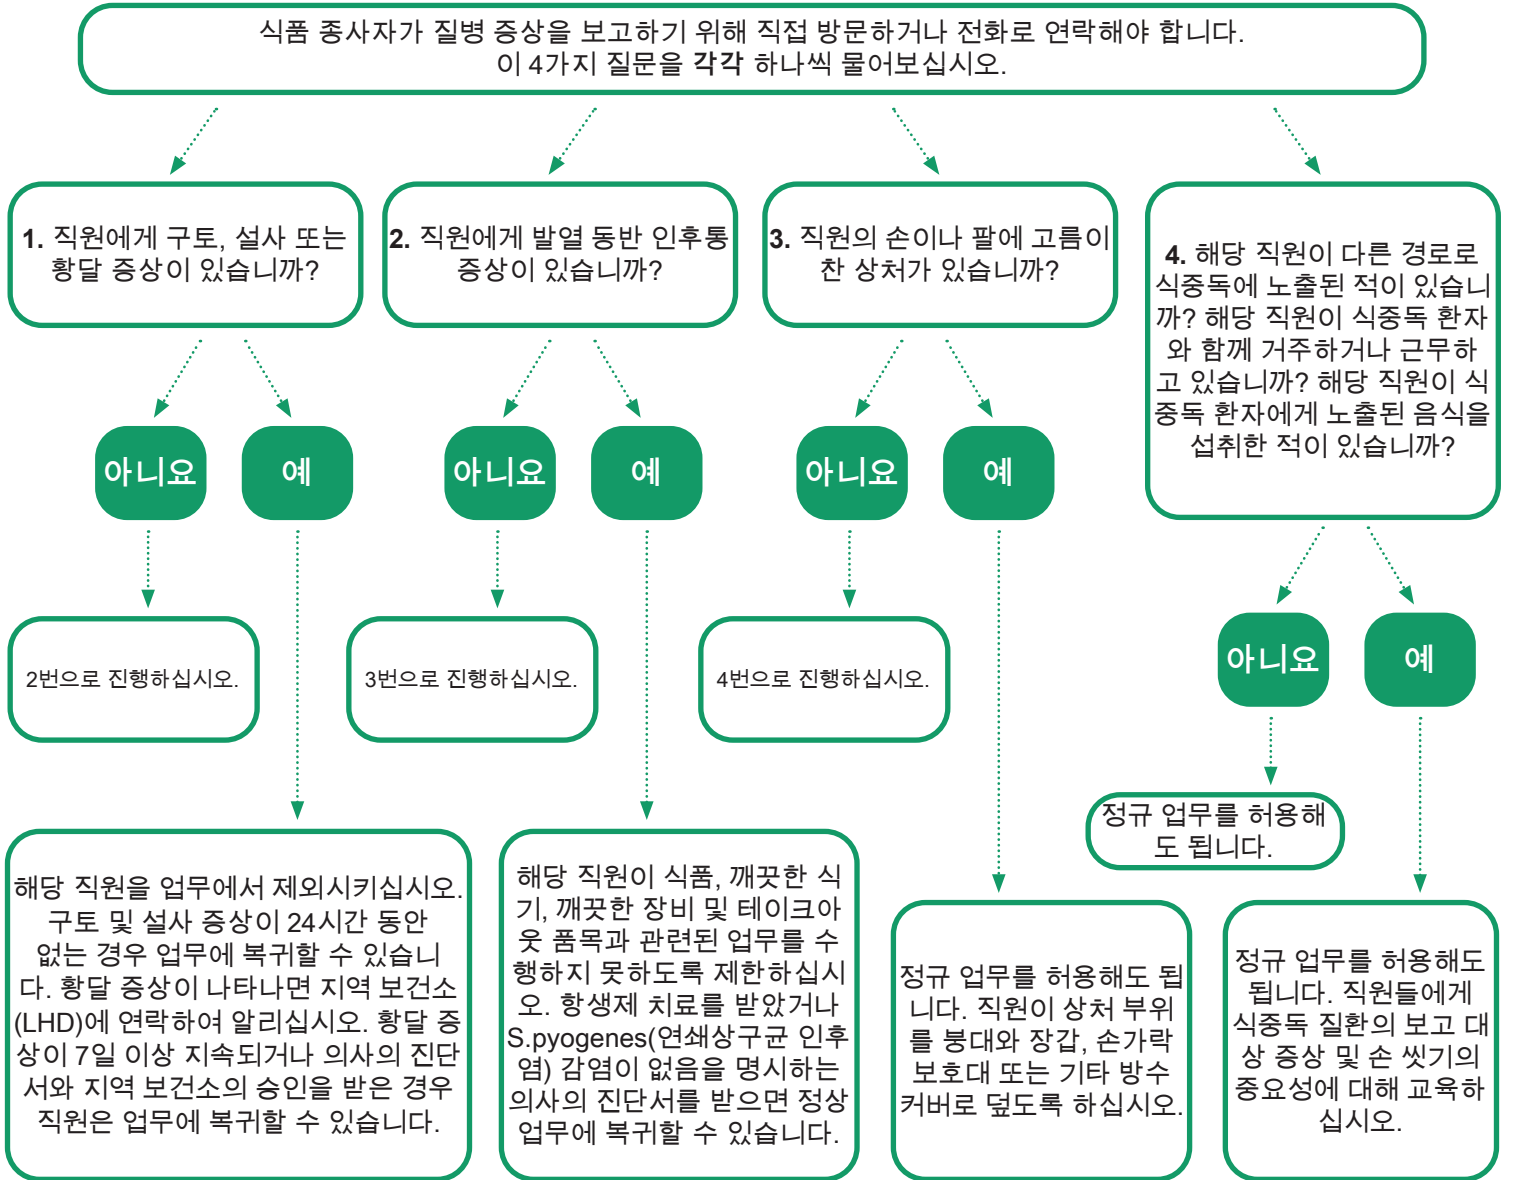 식품 종사자가 질병 증상을 보고하기 위해 직접 방문하거나 전화로 연락해야 합니다.
이 4가지 질문을 각각 하나씩 물어보십시오.
1. 직원에게 구토, 설사 또는
황달 증상이 있습니까?
2. 직원에게 발열 동반 인후통
증상이 있습니까?
3. 직원의 손이나 팔에 고름이
찬 상처가 있습니까?
4. 해당 직원이 다른 경로로
식중독에 노출된 적이 있습니
까? 해당 직원이 식중독 환자
와 함께 거주하거나 근무하
고 있습니까? 해당 직원이 식
중독 환자에게 노출된 음식을
섭취한 적이 있습니까?
아니요
예
아니요
예
아니요
예
아니요
예
2번으로 진행하십시오.
3번으로 진행하십시오.
4번으로 진행하십시오.
정규 업무를 허용해
도 됩니다.
해당 직원을 업무에서 제외시키십시오.
구토 및 설사 증상이 24시간 동안
없는 경우 업무에 복귀할 수 있습니
다. 황달 증상이 나타나면 지역 보건소
(LHD)에 연락하여 알리십시오. 황달 증
상이 7일 이상 지속되거나 의사의 진단
서와 지역 보건소의 승인을 받은 경우
직원은 업무에 복귀할 수 있습니다.
해당 직원이 식품, 깨끗한 식
기, 깨끗한 장비 및 테이크아
웃 품목과 관련된 업무를 수
행하지 못하도록 제한하십시
오. 항생제 치료를 받았거나
S.pyogenes(연쇄상구균 인후
염) 감염이 없음을 명시하는
의사의 진단서를 받으면 정상
업무에 복귀할 수 있습니다.
정규 업무를 허용해도 됩
니다. 직원이 상처 부위
를 붕대와 장갑, 손가락
보호대 또는 기타 방수
커버로 덮도록 하십시오.
정규 업무를 허용해도
됩니다. 직원들에게
식중독 질환의 보고 대
상 증상 및 손 씻기의
중요성에 대해 교육하
십시오.